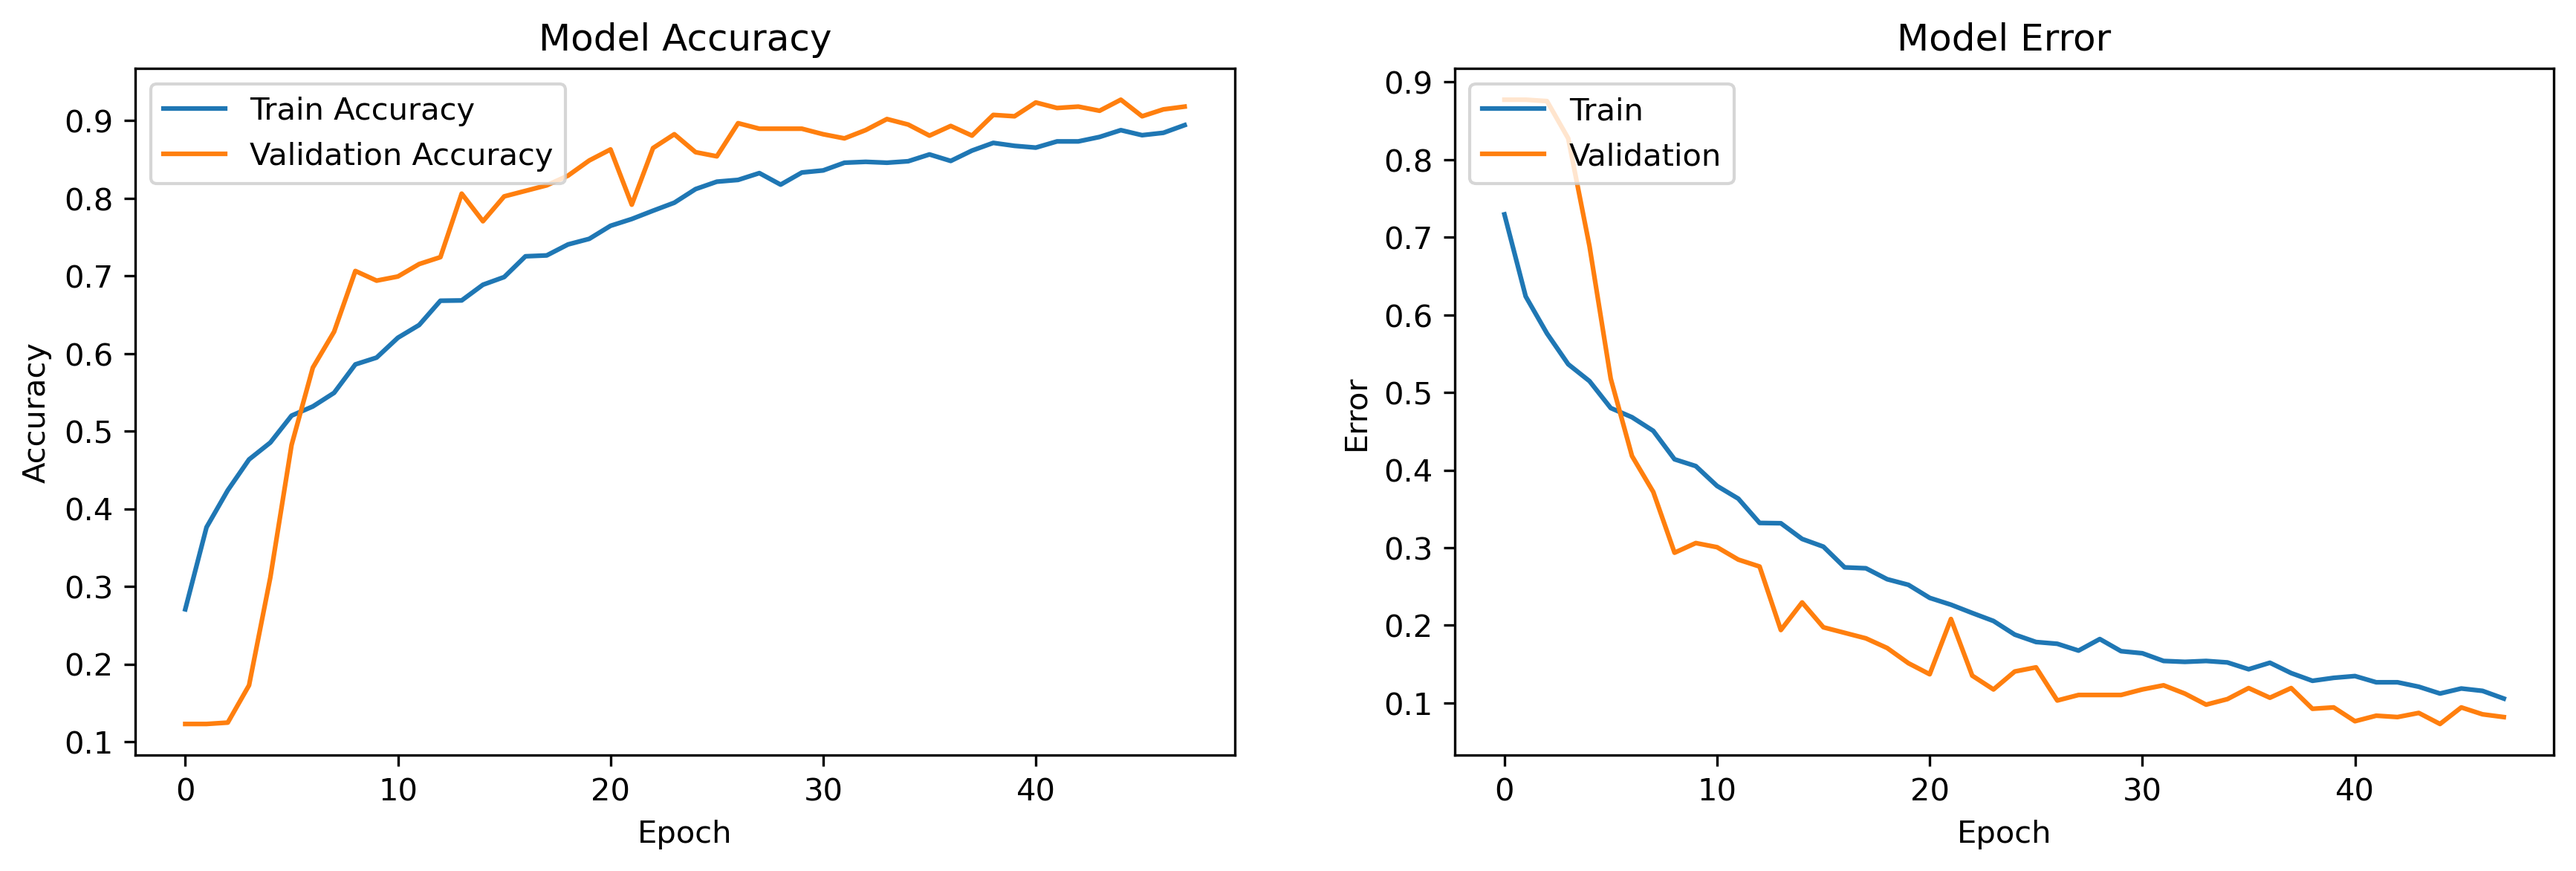 Model Accuracy
Train Accuracy
Validation Accuracy
Accuracy
0.9
0.8
0.7
0.6
0.5
0.4
0.3
0.2
0.1
0 10 20 30 40
Epoch
Model Error
Train
Validation
Error
0.9
0.8
0.7
0.6
0.5
0.4
0.3
0.2
0.1
0 10 20 30 40
Epoch